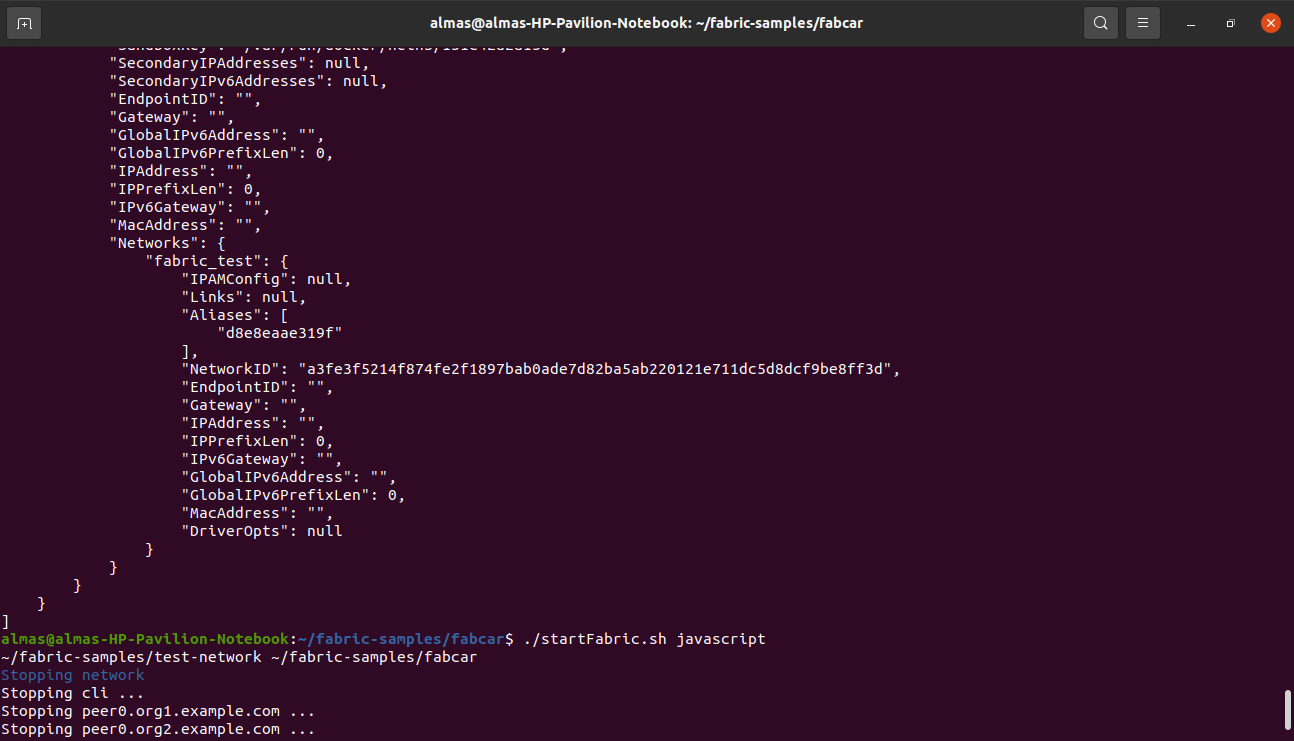 almas@almas-HP-Pavilion-Notebook: ~/fabric-samples/fabcar
"SecondaryIPAddresses": null,
"SecondaryIPv6Addresses": null,
"EndpointID": "",
"Gateway": "",
"GlobalIPv6Address": "",
"GlobalIPv6PrefixLen": 0,
"IPAddress": "",
"IPPrefixLen": 0,
"IPv6Gateway": "",
"MacAddress": "",
"Networks": {
"fabric_test": {
"IPAMConfig": null,
"Links": null,
"Aliases": [
"d8e8eaae319f"
],
"NetworkID": "a3fe3f5214f874fe2f1897bab0ade7d82ba5ab220121e711dc5d8dcf9be8ff3d",
"EndpointID": "",
"Gateway": "",
"IPAddress": "",
"IPPrefixLen": 0,
"IPv6Gateway": "",
"GlobalIPv6Address": "",
"GlobalIPv6PrefixLen": 0,
"MacAddress": "",
"DriverOpts": null
}
}
}
}
]
almas@almas-HP-Pavilion-Notebook:~/fabric-samples/fabcar$ ./startFabric.sh javascript
~/fabric-samples/test-network ~/fabric-samples/fabcar
Stopping network
Stopping cli ...
Stopping peer0.org1.example.com ...
Stopping peer0.org2.example.com ...